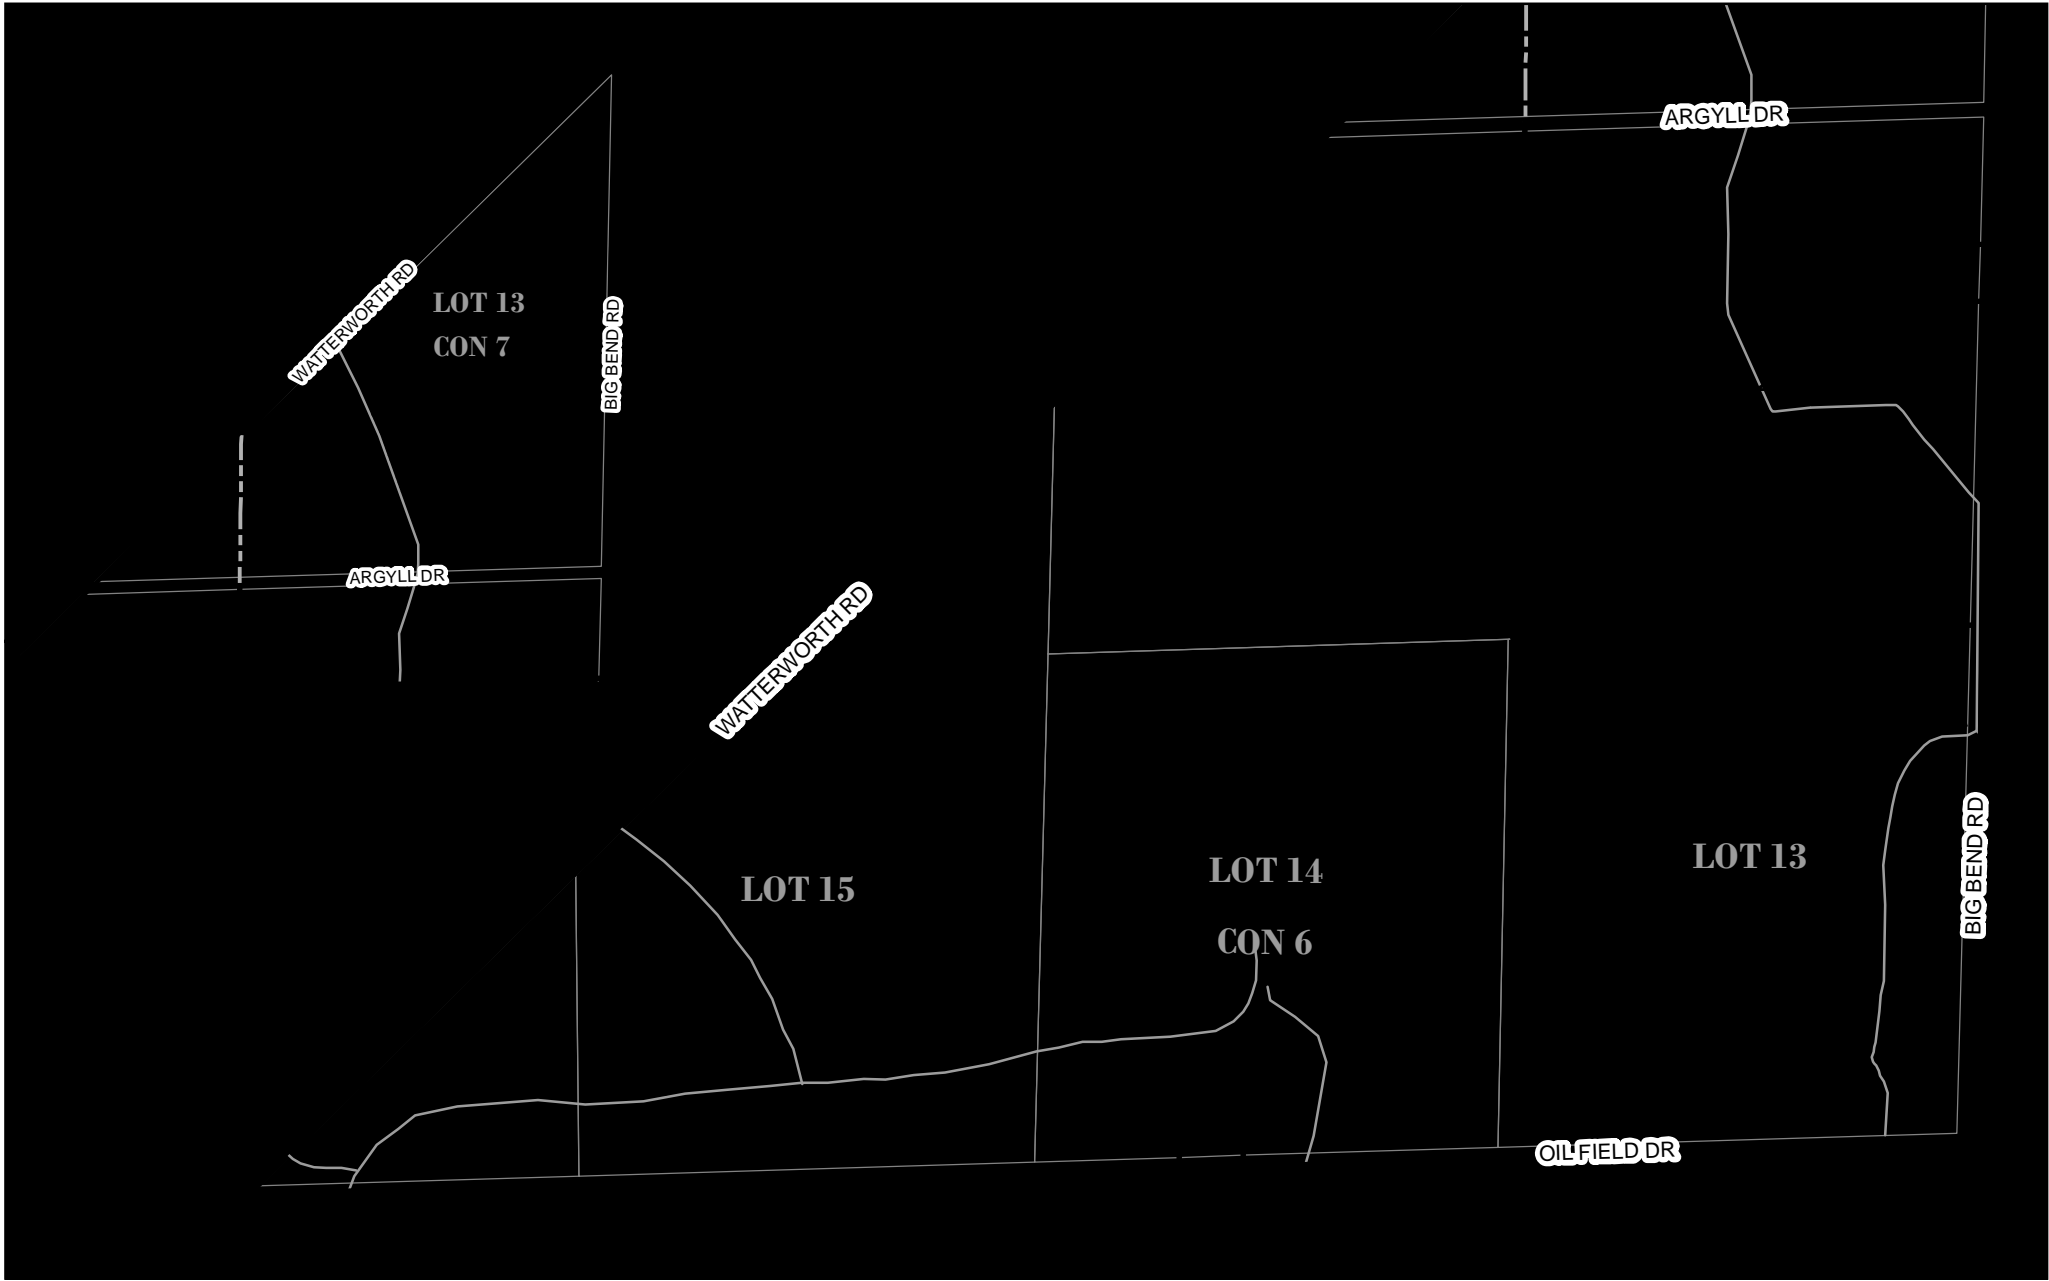 ARGYLL DR
WATTERWORTH RD
LOT 13
CON 7
BIG BEND RD
ARGYLL DR
WATTERWORTH RD
LOT 15
LOT 14
CON 6
LOT 13
BIG BEND RD
OIL FIELD DR